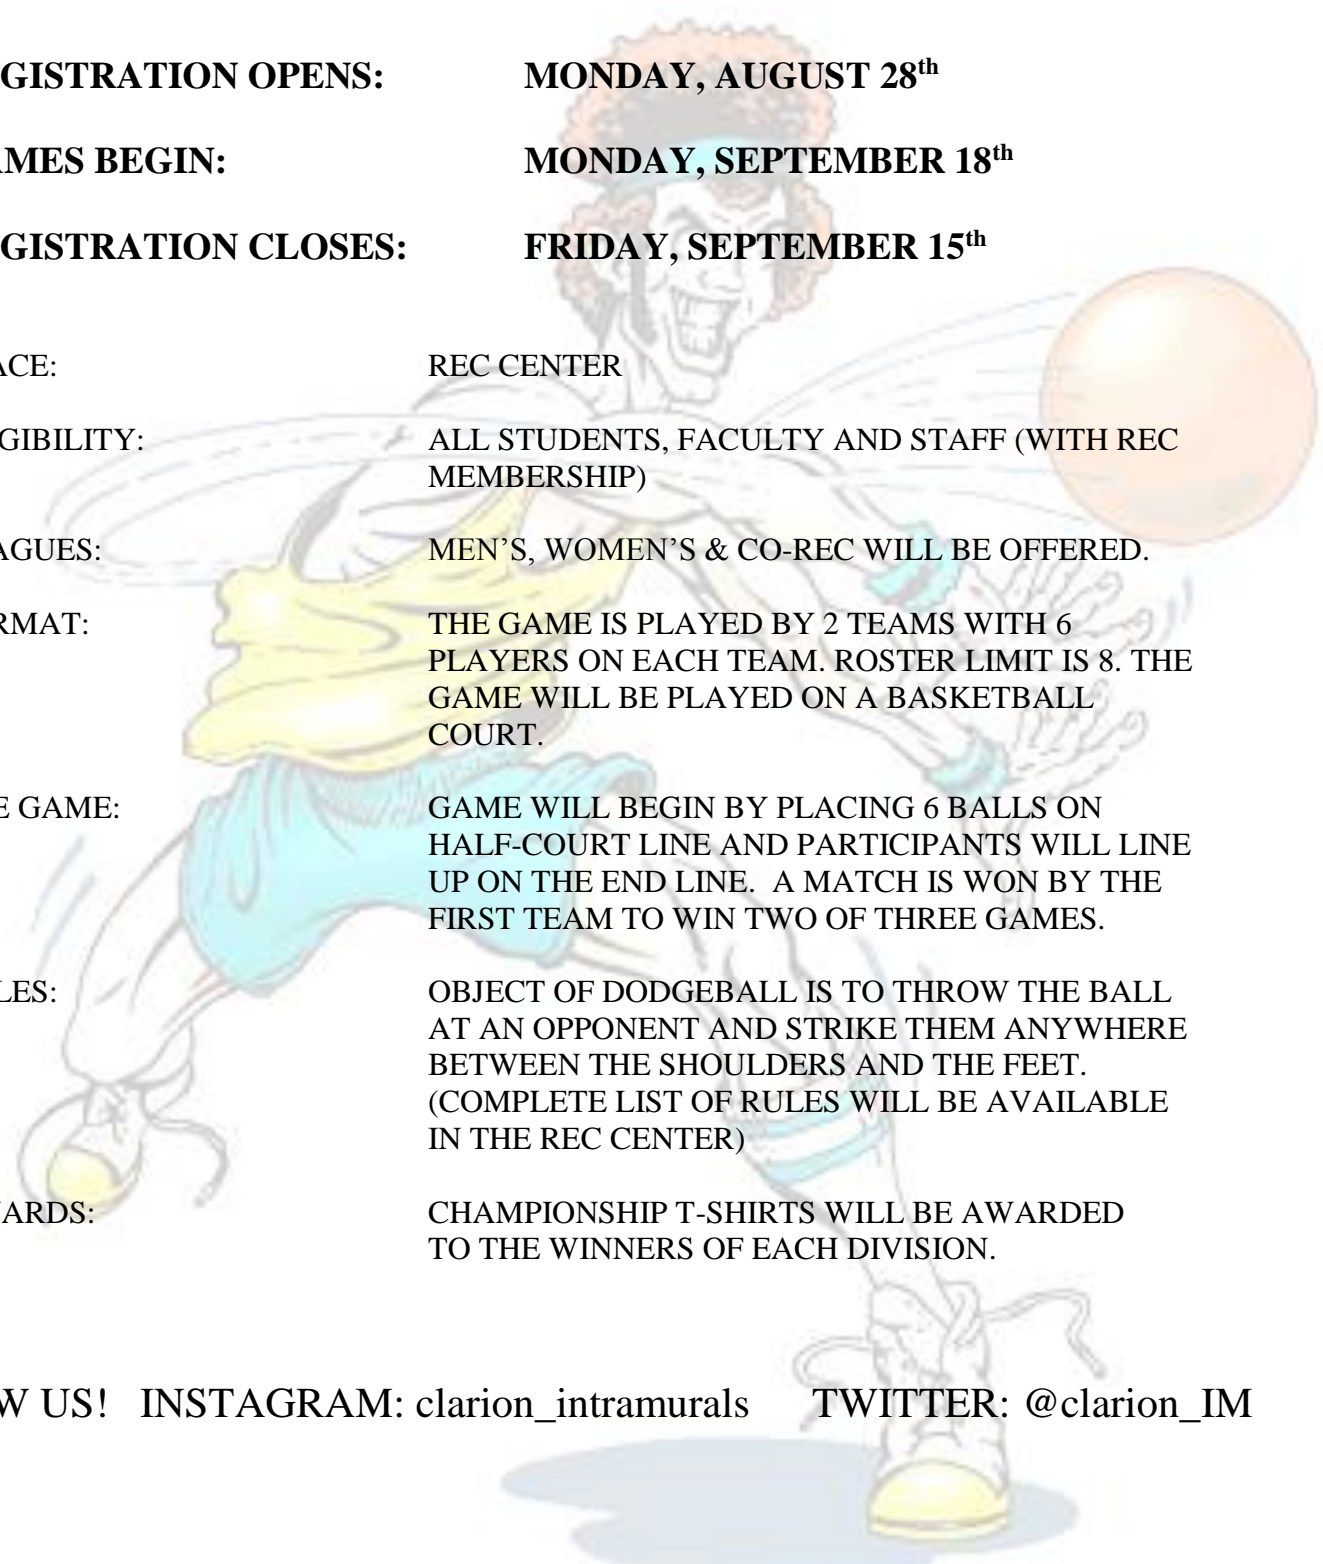 GISTRATION OPENS: MONDAY, AUGUST 28th
AMES BEGIN: MONDAY, SEPTEMBER 18th
GISTRATION CLOSES: FRIDAY, SEPTEMBER 15th
ACE: REC CENTER
GIBILITY: ALL STUDENTS, FACULTY AND STAFF (WITH REC
MEMBERSHIP)
AGUES: MEN'S, WOMEN'S & CO-REC WILL BE OFFERED.
RMAT: THE GAME IS PLAYED BY 2 TEAMS WITH 6
PLAYERS ON EACH TEAM. ROSTER LIMIT IS 8. THE
GAME WILL BE PLAYED ON A BASKETBALL
COURT.
E GAME: GAME WILL BEGIN BY PLACING 6 BALLS ON
HALF-COURT LINE AND PARTICIPANTS WILL LINE
UP ON THE END LINE. A MATCH IS WON BY THE
FIRST TEAM TO WIN TWO OF THREE GAMES.
LES: OBJECT OF DODGEBALL IS TO THROW THE BALL
AT AN OPPONENT AND STRIKE THEM ANYWHERE
BETWEEN THE SHOULDERS AND THE FEET.
(COMPLETE LIST OF RULES WILL BE AVAILABLE
IN THE REC CENTER)
ARDS: CHAMPIONSHIP T-SHIRTS WILL BE AWARDED
TO THE WINNERS OF EACH DIVISION.
W US! INSTAGRAM: clarion_intramurals TWITTER: @clarion_IM